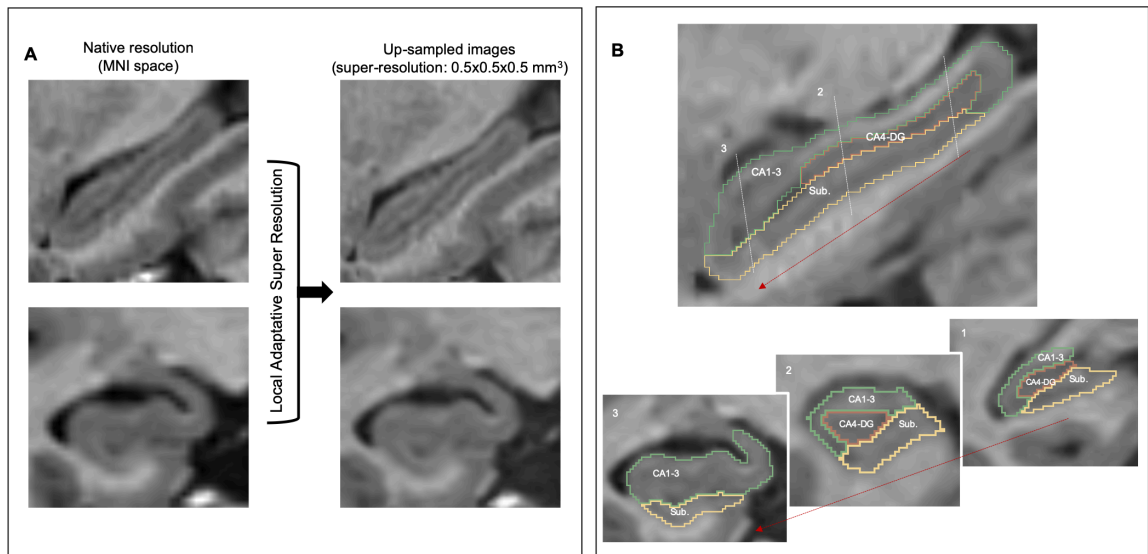 A
Native resolution
(MNI space)
Up-sampled images
(super-resolution: 0.5x0.5x0.5 mm³)
Local Adaptative Super Resolution
B
2
3
CA4-DG
CA1-3
Sub.
1
CA1-3
CA4-DG
Sub.
2
CA1-3
CA4-DG
Sub.
3
CA1-3
Sub.